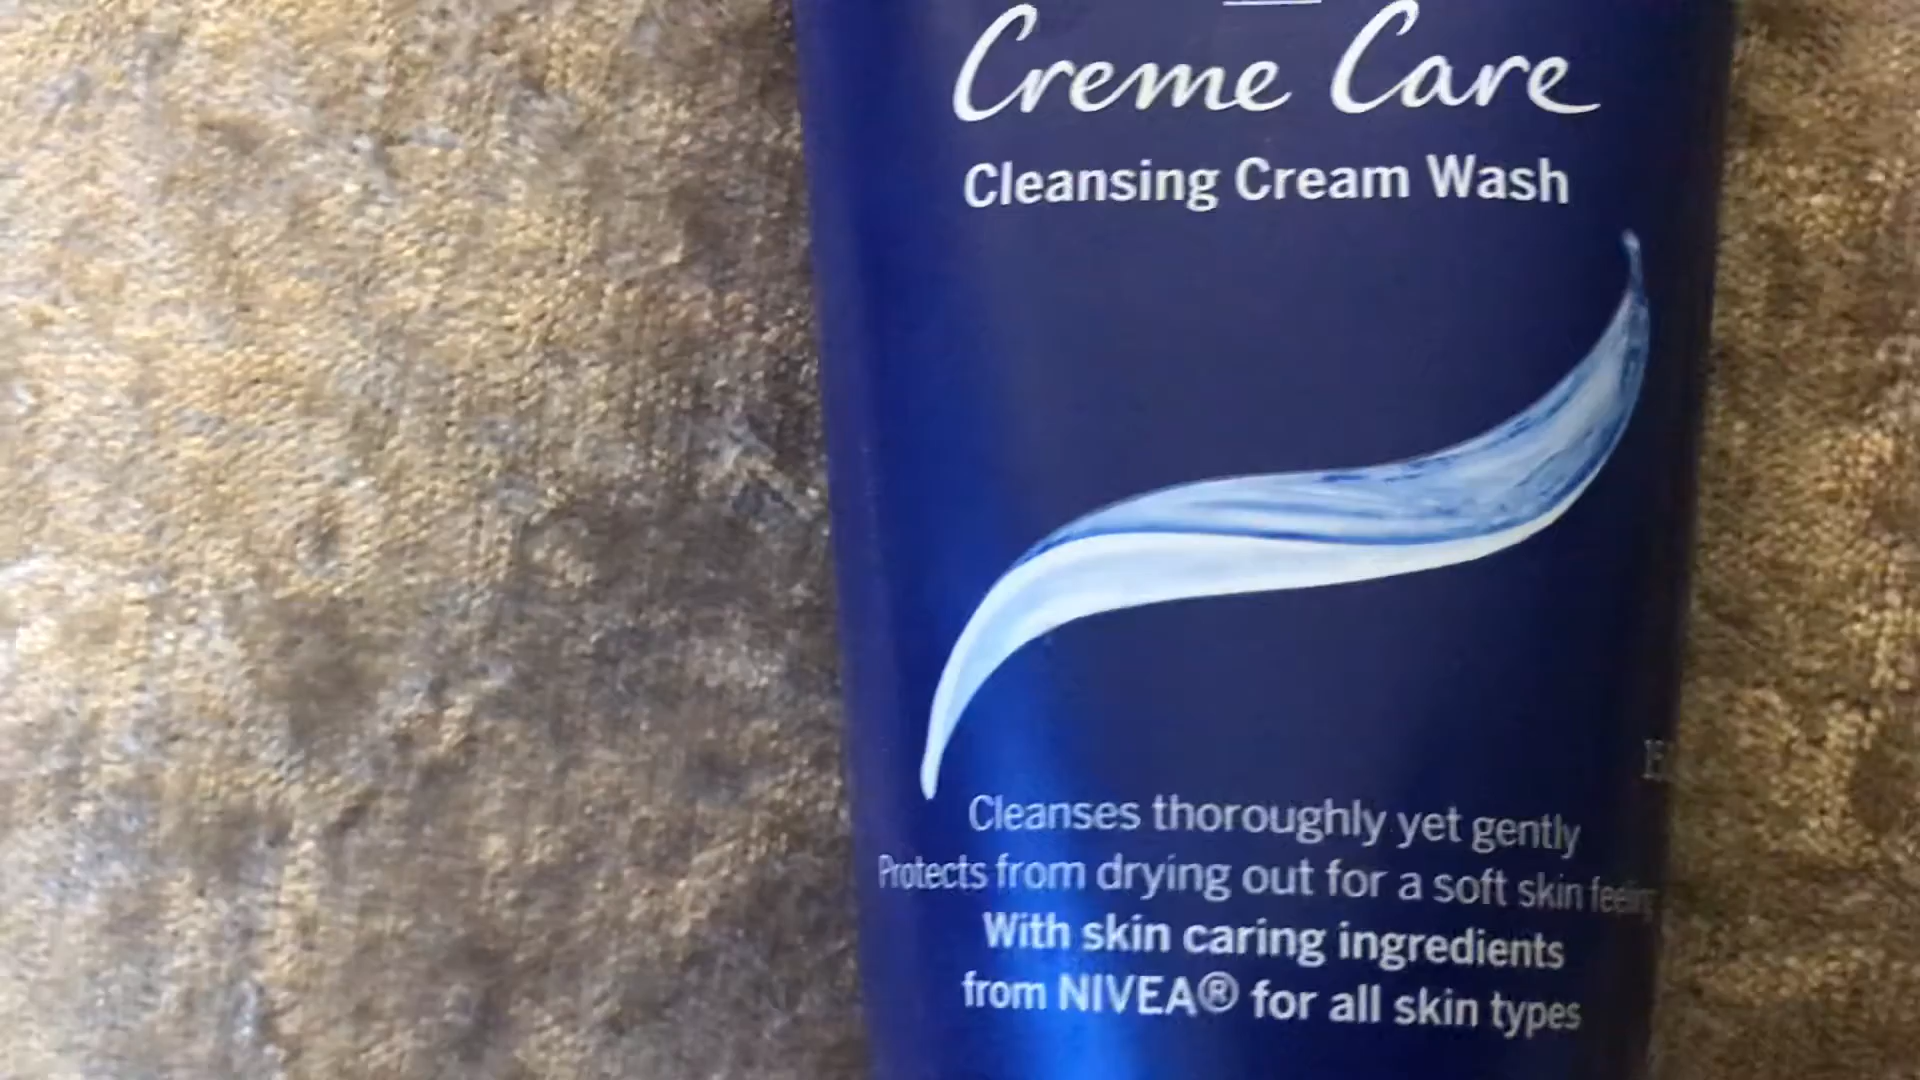 Creme Care
Cleansing Cream Wash
Cleanses thoroughly yet gently
Protects from drying out for a soft skin feeling
With skin caring ingredients
from NIVEA® for all skin types